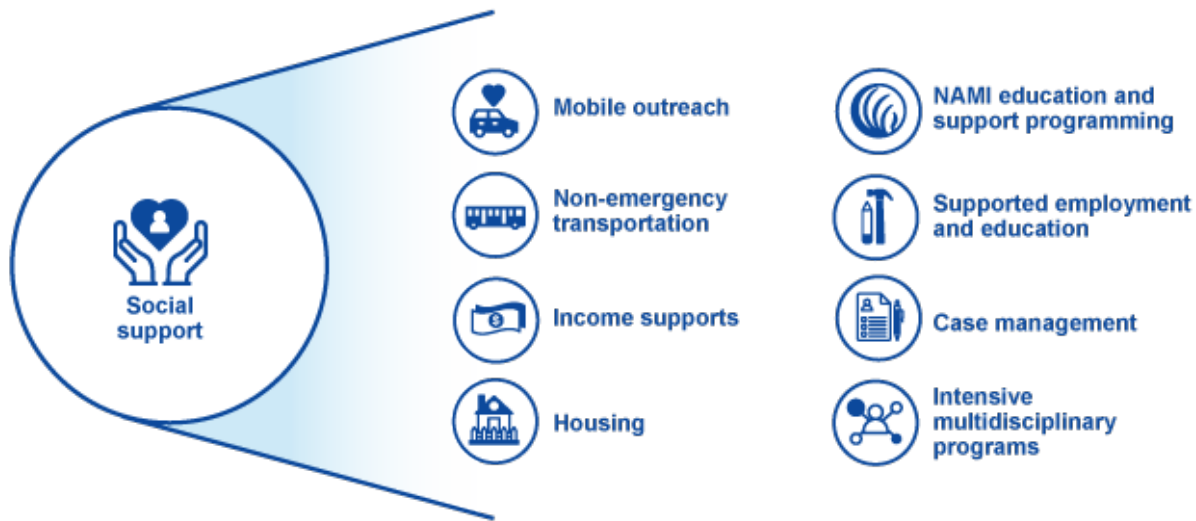 Social
support
Mobile outreach
Non-emergency
transportation
Income supports
Housing
NAMI education and
support programming
Supported employment
and education
Case management
Intensive
multidisciplinary
programs